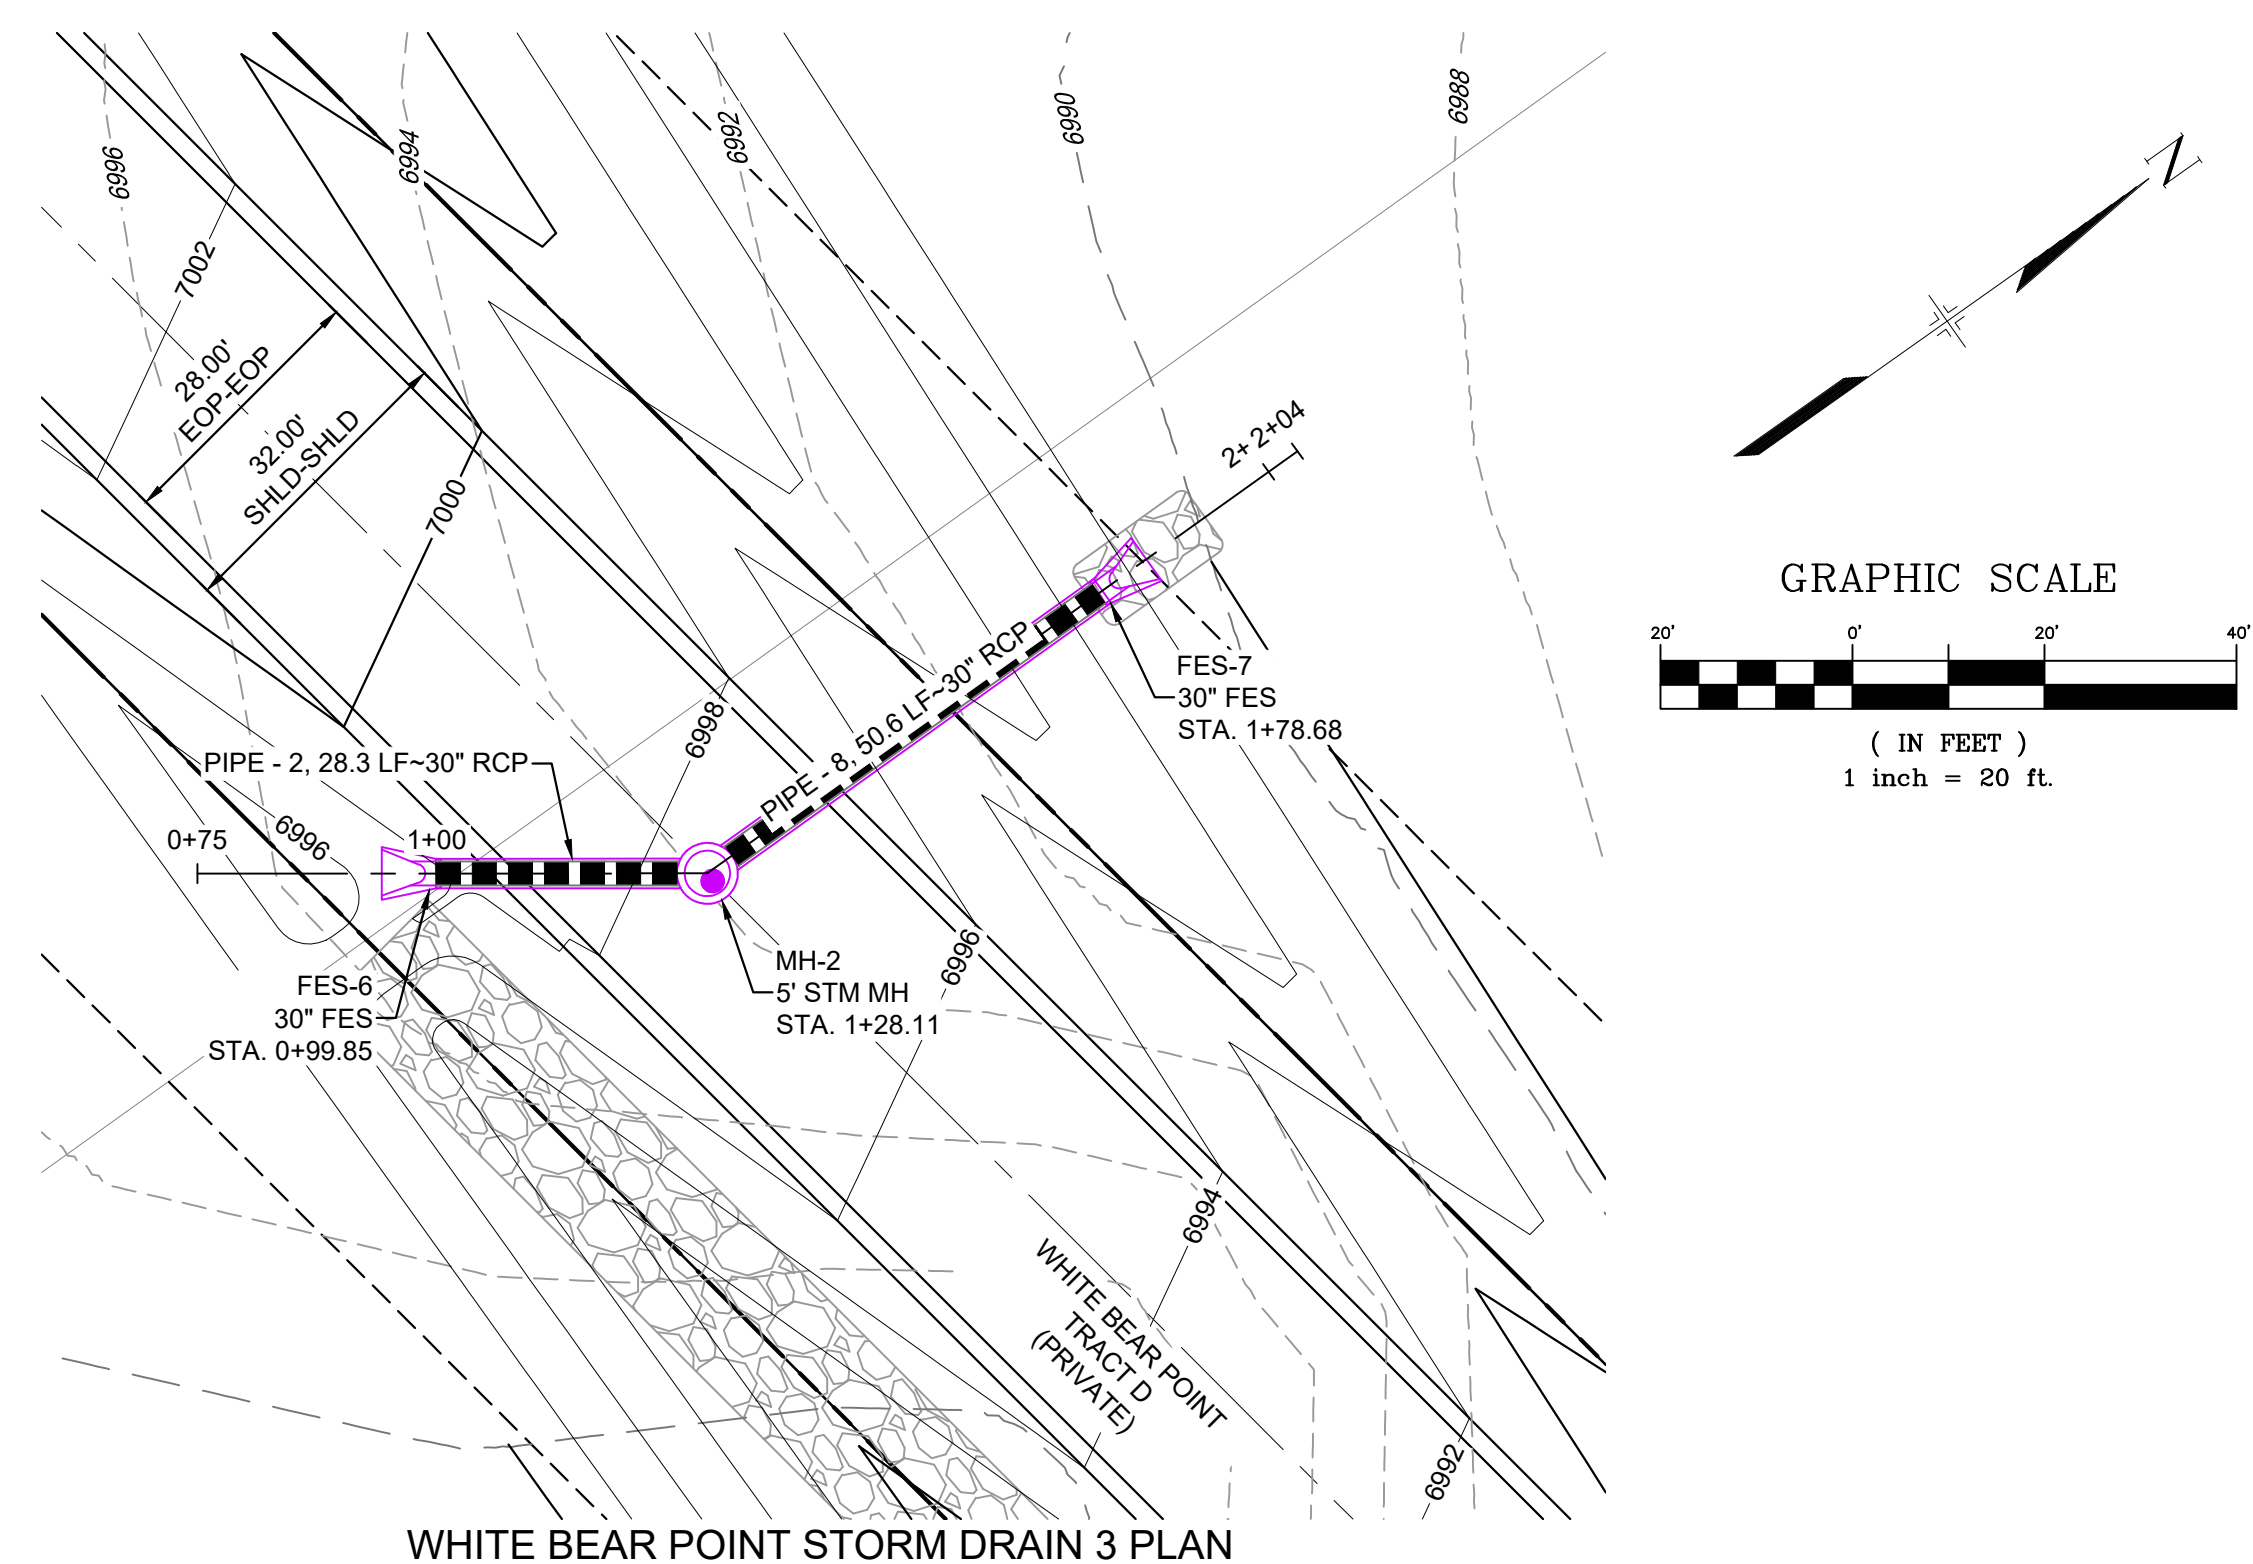 6996
6994
6992
6990
6988
N
7002
28.00'
EOP-EOP
32.00'
SHLD-SHLD
7000
2+ 2+04
GRAPHIC SCALE
20' 0' 20' 40'
( IN FEET )
1 inch = 20 ft.
FES-7
30" FES
STA. 1+78.68
PIPE - 8, 50.6 LF~30" RCP
6998
PIPE - 2, 28.3 LF~30" RCP
0+75
6996
1+00
MH-2
5' STM MH
STA. 1+28.11
6996
FES-6
30" FES
STA. 0+99.85
6994
WHITE BEAR POINT
TRACT D
(PRIVATE)
6992
WHITE BEAR POINT STORM DRAIN 3 PLAN